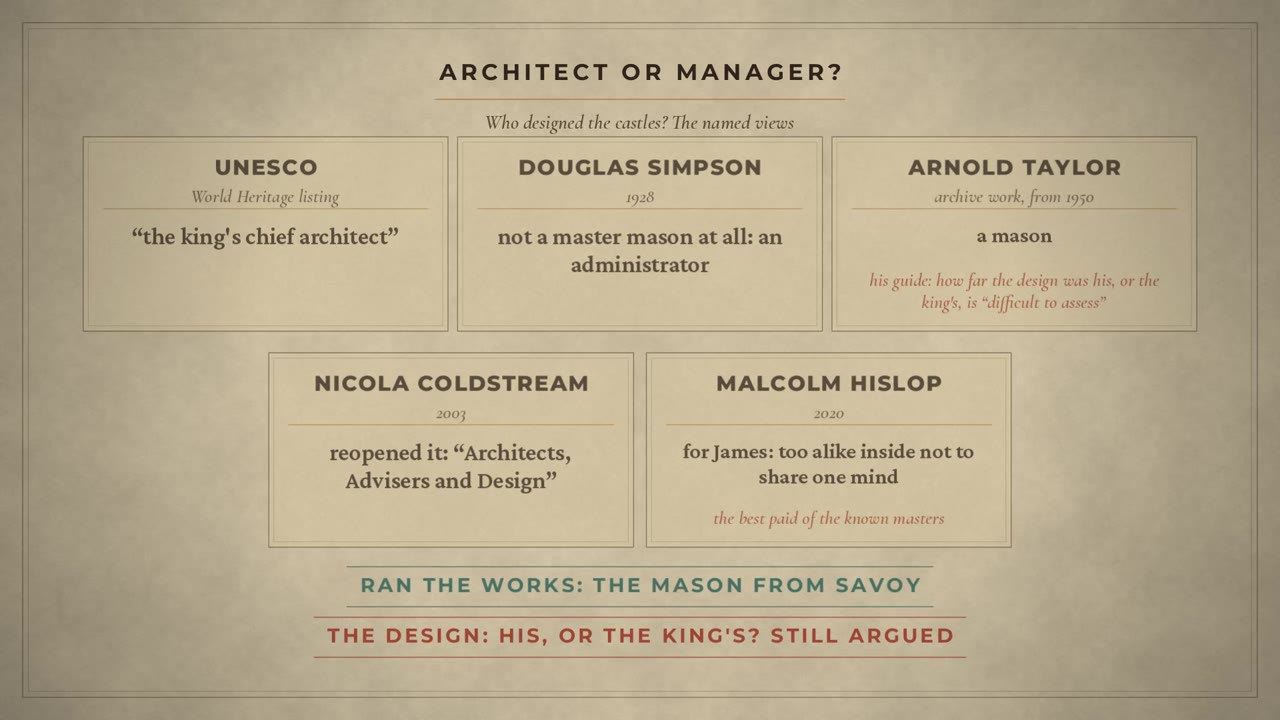 ARCHITECT OR MANAGER?
Who designed the castles? The named views
UNESCO
World Heritage listing
“the king's chief architect”
DOUGLAS SIMPSON
1928
not a master mason at all: an
administrator
ARNOLD TAYLOR
archive work, from 1950
a mason
his guide: how far the design was his, or the
king's, is “difficult to assess”
NICOLA COLDSTREAM
2003
reopened it: “Architects,
Advisers and Design”
MALCOLM HISLOP
2020
for James: too alike inside not to
share one mind
the best paid of the known masters
RAN THE WORKS: THE MASON FROM SAVOY
THE DESIGN: HIS, OR THE KING'S? STILL ARGUED